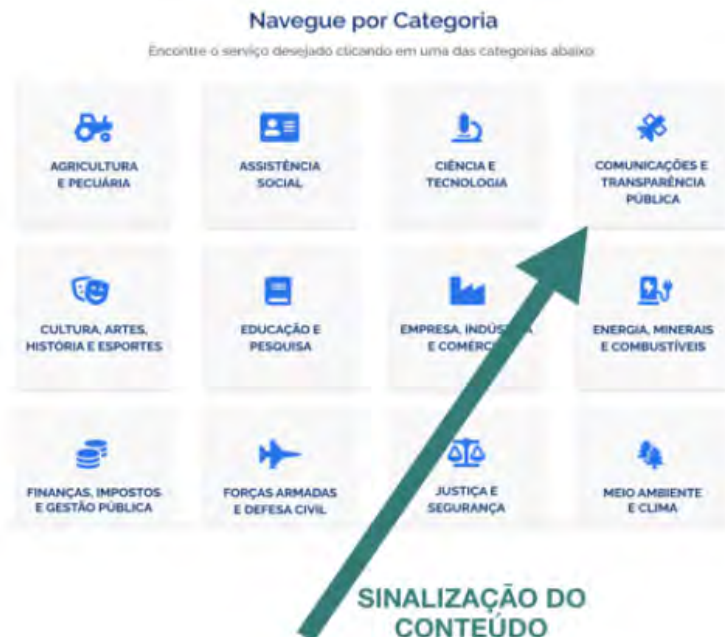 Navegue por Categoria
Encontre o serviço desejado clicando em uma das categorias abaixo:
AGRICULTURA
E PECUÁRIA
ASSISTÊNCIA
SOCIAL
CIÊNCIA E
TECNOLOGIA
COMUNICAÇÕES E
TRANSPARÊNCIA
PÚBLICA
CULTURA, ARTES,
HISTÓRIA E ESPORTES
EDUCAÇÃO E
PESQUISA
EMPRESA,
E
ENERGIA, MINERAIS
E COMBUSTÍVEIS
FINANÇAS, IMPOSTOS
E GESTÃO PÚBLICA
FORÇAS ARMADAS
E DEFESA CIVIL
JUSTIÇA E
SEGURANÇA
MEIO AMBIENTE
E CLIMA
SINALIZAÇÃO DO
CONTEÚDO